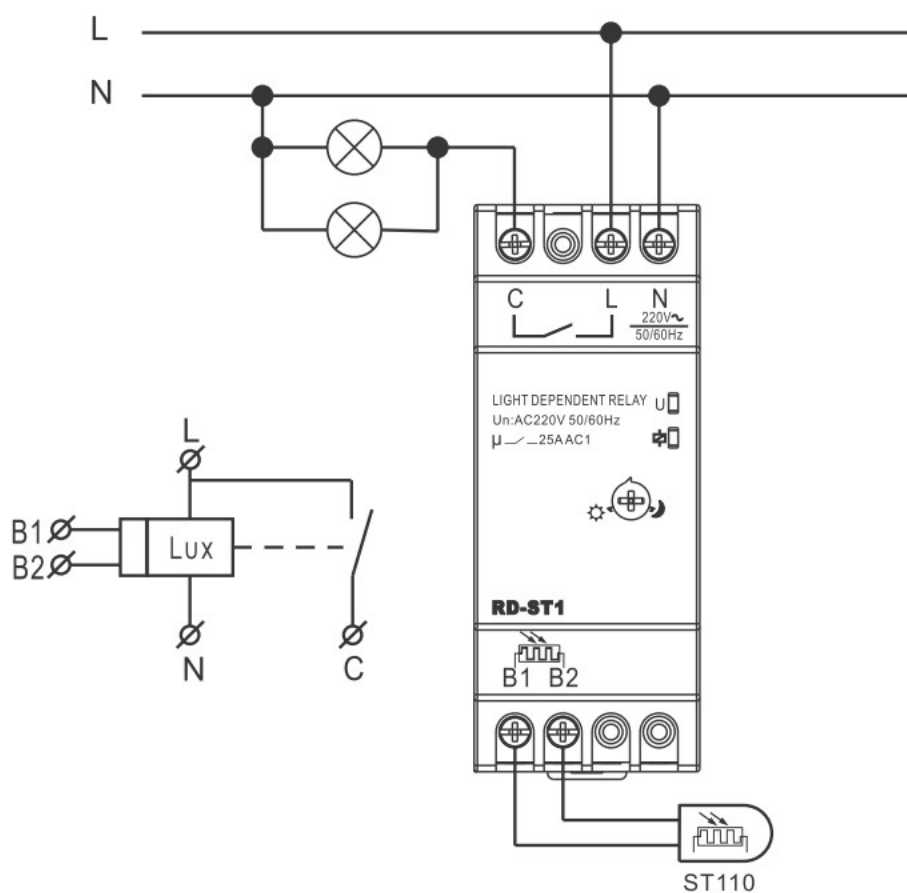 L
N
C L N
220V~
50/60Hz
LIGHT DEPENDENT RELAY U
Un:AC220V 50/60Hz
µ 25A AC1
L
B1
B2
Lux
N
C
RD-ST1
B1 B2
ST110